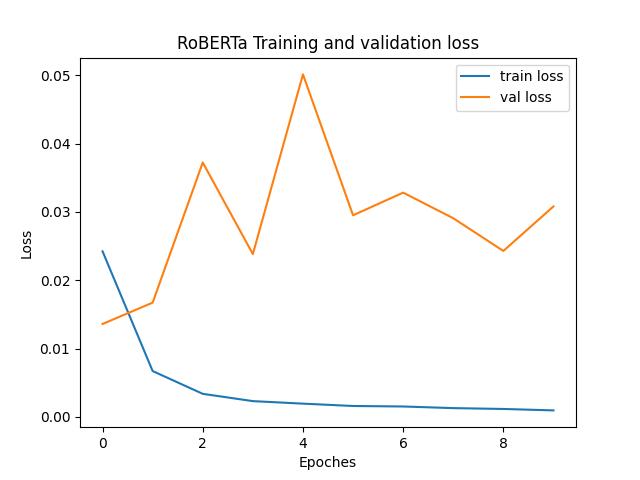 RoBERTa Training and validation loss
train loss
val loss
0.05
0.04
0.03
0.02
0.01
0.00
Loss
0 2 4 6 8
Epoches